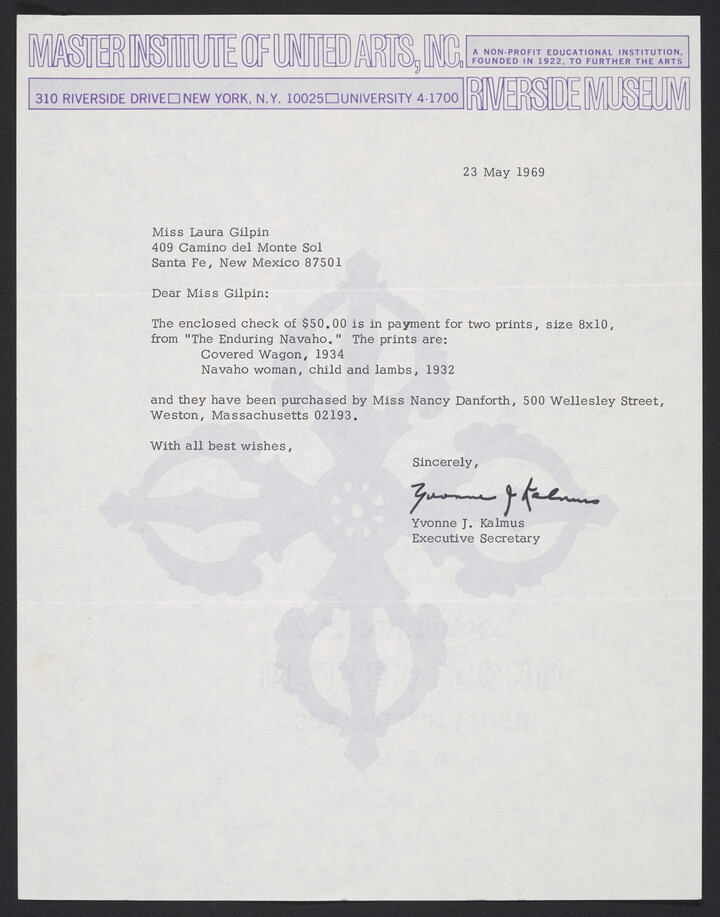 MASTER INSTITUTE OF UNITED ARTS, INC.
A NON-PROFIT EDUCATIONAL INSTITUTION,
FOUNDED IN 1922, TO FURTHER THE ARTS
310 RIVERSIDE DRIVE□NEW YORK, N.Y. 10025□UNIVERSITY 4-1700
RIVERSIDE MUSEUM
23 May 1969
Miss Laura Gilpin
409 Camino del Monte Sol
Santa Fe, New Mexico 87501
Dear Miss Gilpin:
The enclosed check of $50.00 is in payment for two prints, size 8x10,
from "The Enduring Navaho." The prints are:
Covered Wagon, 1934
Navaho woman, child and lambs, 1932
and they have been purchased by Miss Nancy Danforth, 500 Wellesley Street,
Weston, Massachusetts 02193.
With all best wishes,
Sincerely,
Yvonne J Kalmus
Yvonne J. Kalmus
Executive Secretary